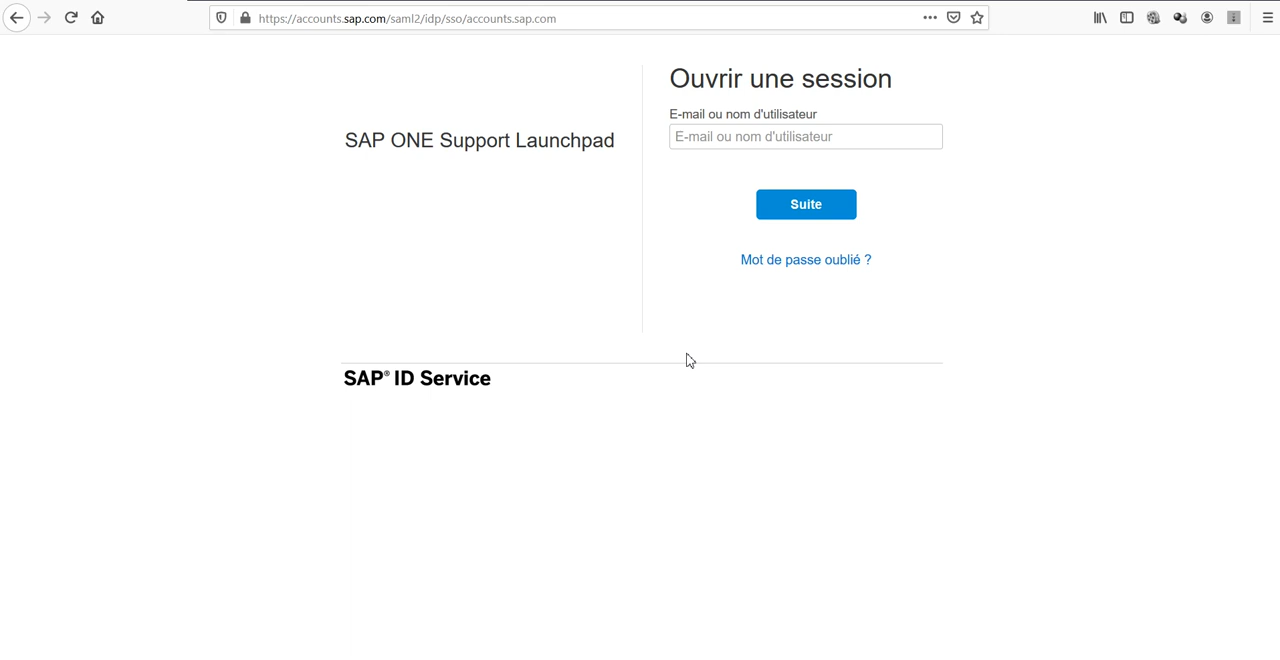 https://accounts.sap.com/saml2/idp/sso/accounts.sap.com
SAP ONE Support Launchpad
Ouvrir une session
E-mail ou nom d'utilisateur
E-mail ou nom d'utilisateur
Suite
Mot de passe oublié ?
SAP® ID Service